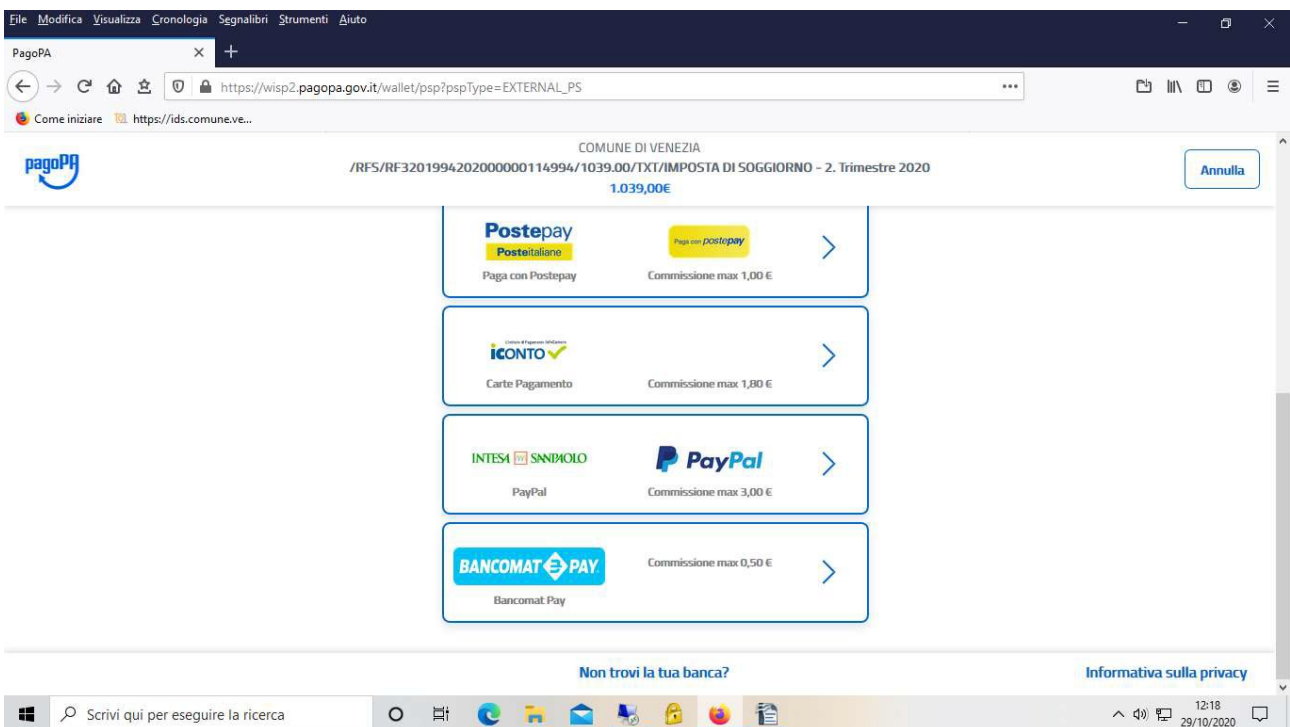 File Modifica Visualizza Cronologia Segnalibri Strumenti Aiuto
PagoPA
https://wisp2.pagopa.gov.it/wallet/psp?pspType=EXTERNAL_PS
Come iniziare https://ids.comune.ve...
pagoPA
COMUNE DI VENEZIA
/RFS/RF32019942020000000114994/1039.00/TXT/IMPOSTA DI SOGGIORNO - 2. Trimestre 2020
1.039,00€
Annulla
Postepay
Posteitaliane
Paga con postepay
Paga con Postepay Commissione max 1,00 €
iCONTO
Carte Pagamento Commissione max 1,80 €
INTESA SANPAOLO PayPal
PayPal Commissione max 3,00 €
BANCOMAT PAY Commissione max 0,50 €
Bancomat Pay
Non trovi la tua banca? Informativa sulla privacy
Scrivi qui per eseguire la ricerca
12:18
29/10/2020